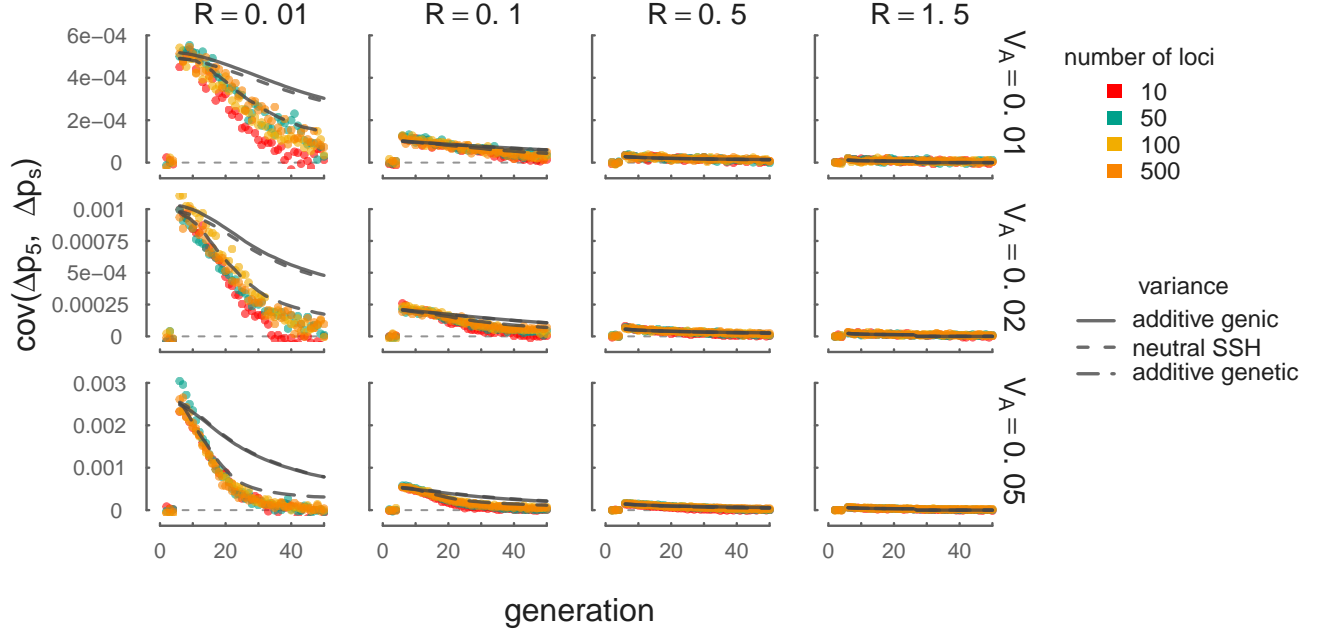 R = 0. 01
R = 0. 1
R = 0. 5
R = 1. 5
6e−04
4e−04
2e−04
0
V_A = 0. 01
0.001
0.00075
5e−04
0.00025
0
V_A = 0. 02
0.003
0.002
0.001
0
V_A = 0. 05
0 20 40
0 20 40
0 20 40
0 20 40
cov(Δp₅, Δpₛ)
generation
number of loci
10
50
100
500
variance
additive genic
neutral SSH
additive genetic